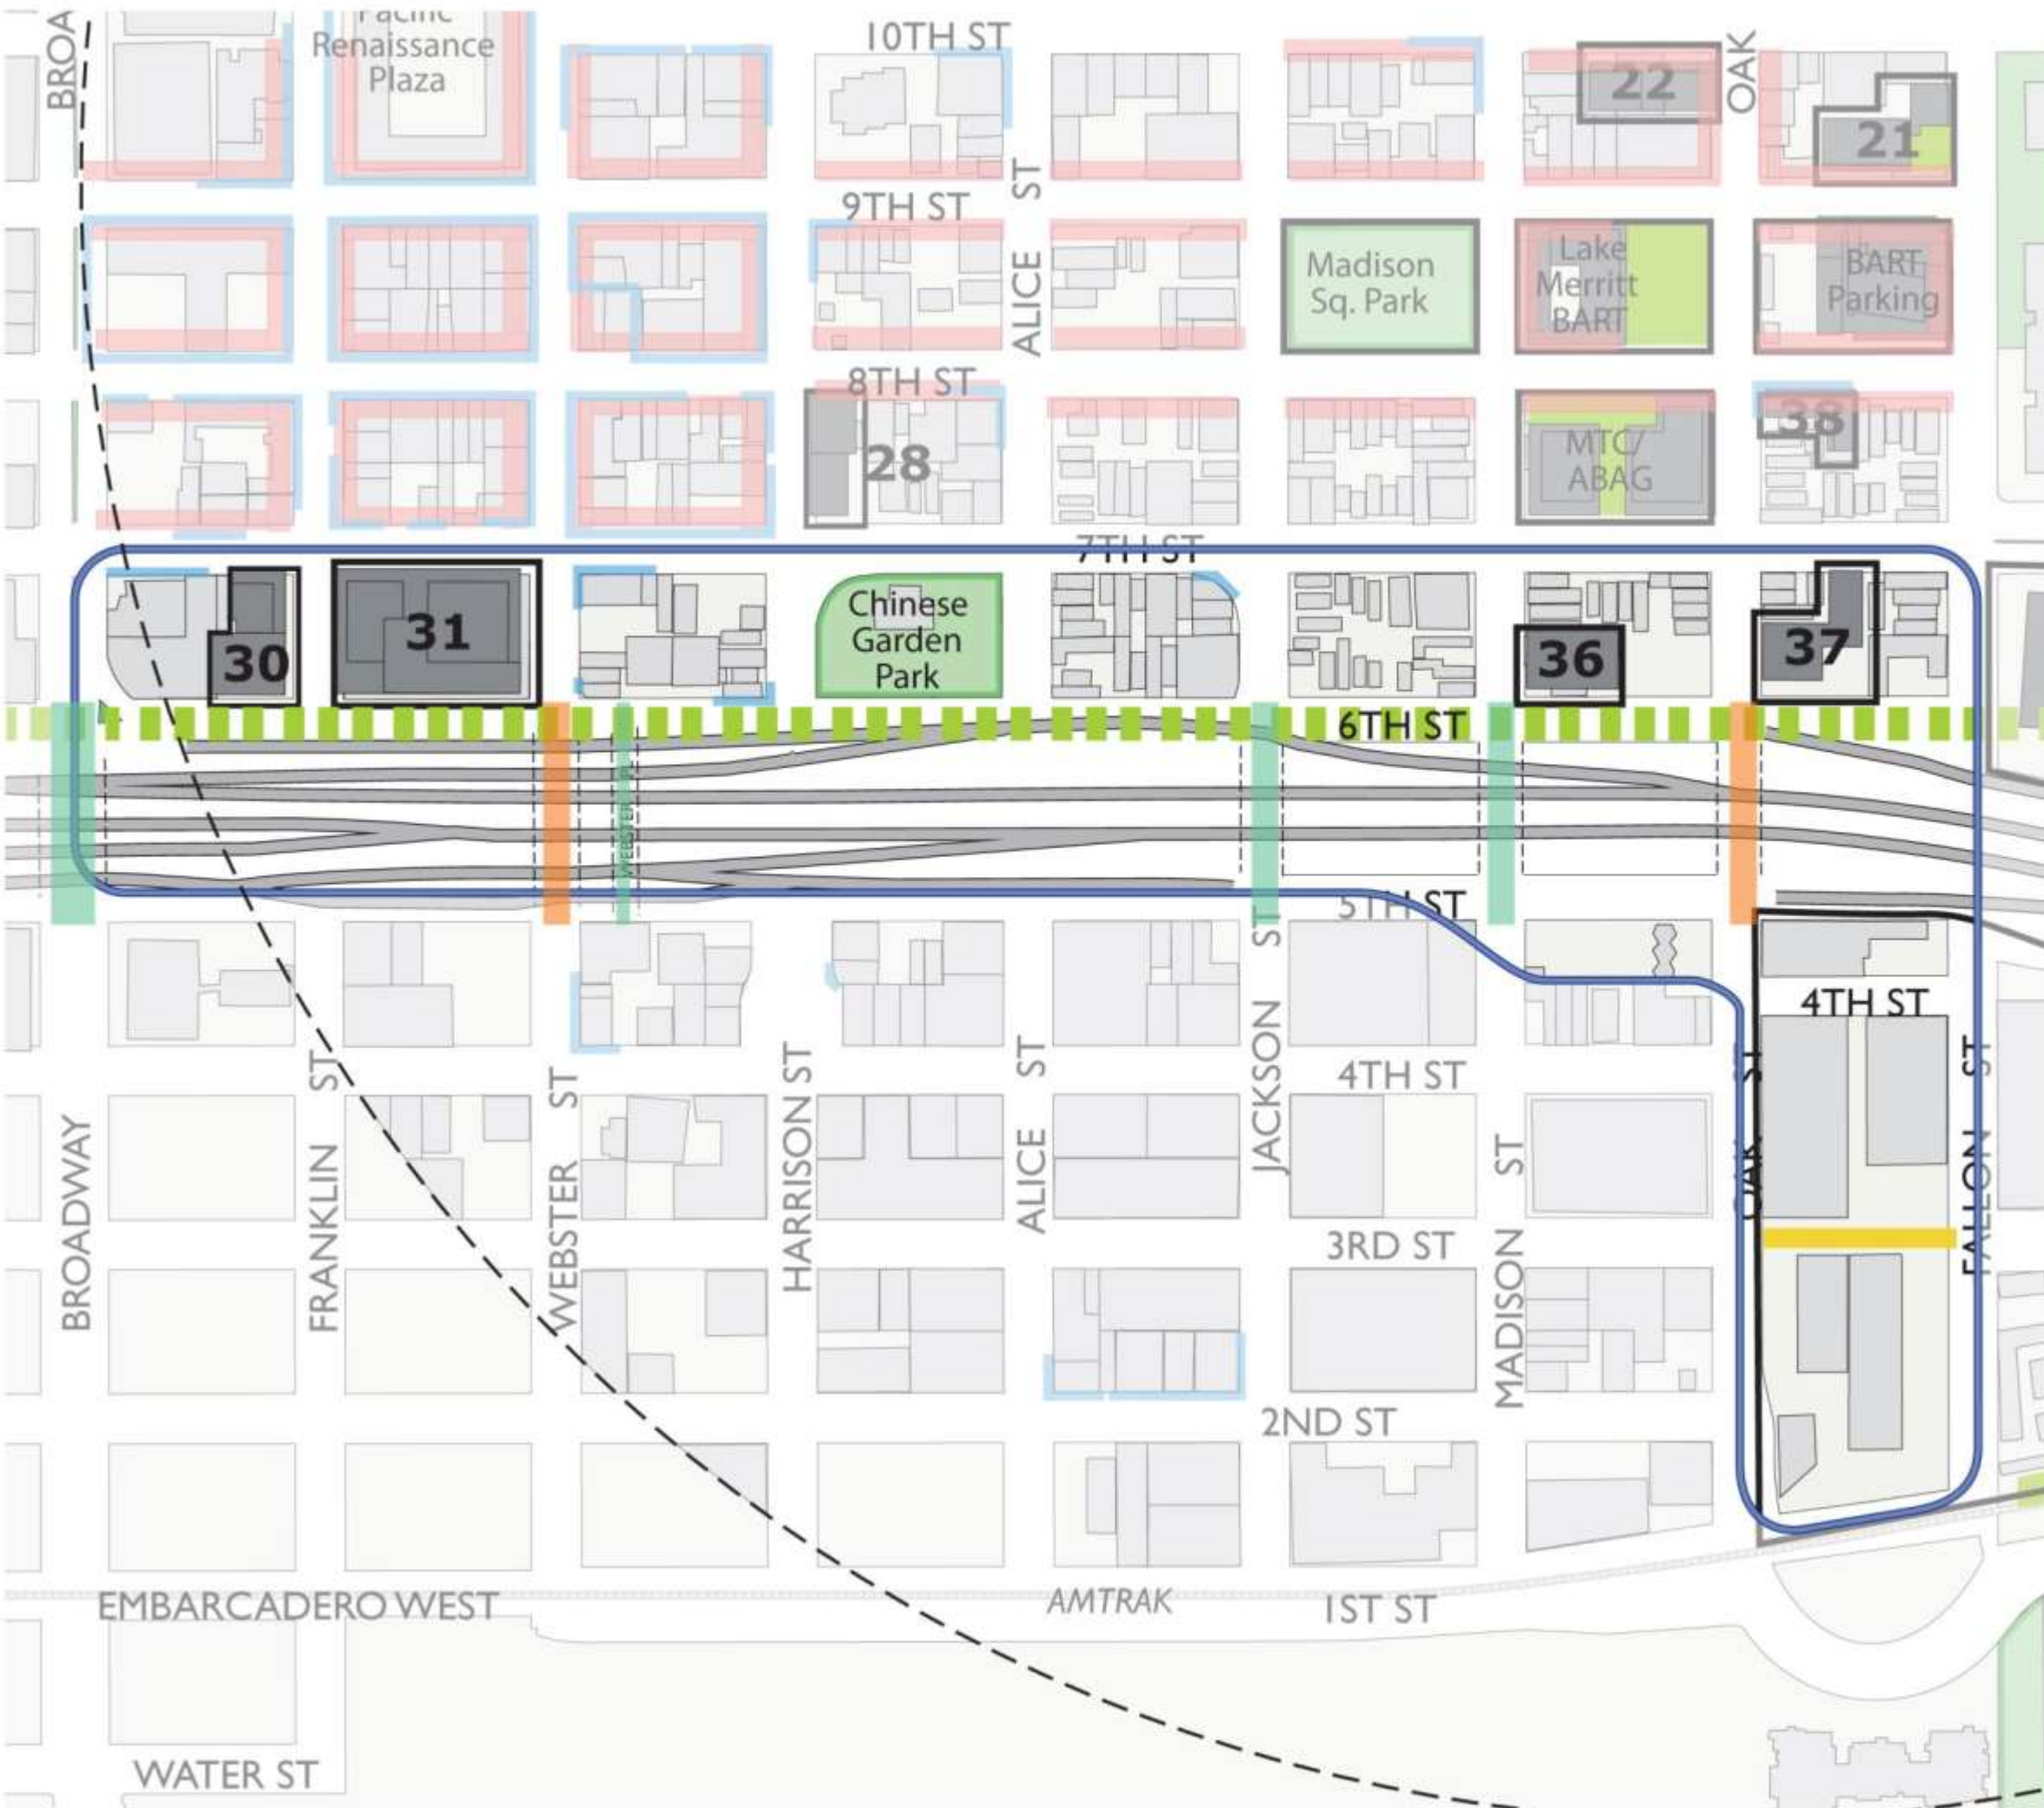 BROA
Pacific
Renaissance
Plaza
10TH ST
22
OAK
21
9TH ST
ALICE ST
Madison
Sq. Park
Lake
Merritt
BART
BART
Parking
8TH ST
28
MTC/
ABAG
38
7TH ST
30
31
Chinese
Garden
Park
36
37
6TH ST
WEBSTER PL
5TH ST
4TH ST
BROADWAY
FRANKLIN ST
WEBSTER ST
HARRISON ST
ALICE ST
JACKSON ST
4TH ST
MADISON ST
OAK ST
FALLON ST
3RD ST
2ND ST
EMBARCADERO WEST
AMTRAK
1ST ST
WATER ST